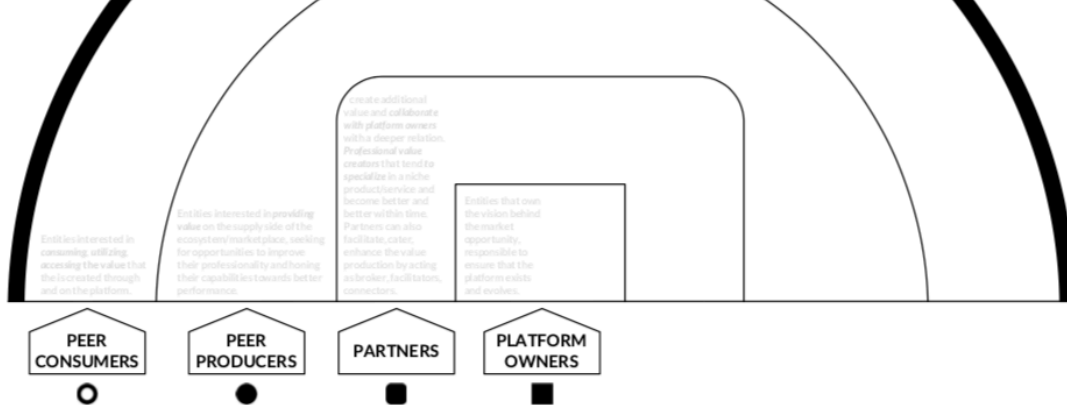 Entities interested in
consuming, utilizing,
accessing the value that
the is created through
and on the platform.
Entities interested in providing
value on the supply side of the
ecosystem/marketplace, seeking
for opportunities to improve
their professionality and honing
their capabilities towards better
performance.
create additional
value and collaborate
with platform owners
with a deeper relation.
Professional value
creators that tend to
specialize in a niche
product/service and
become better and
better within time.
Partners can also
facilitate, cater,
enhance the value
production by acting
as broker, facilitators,
connectors.
Entities that own
the vision behind
the market
opportunity,
responsible to
ensure that the
platform exists
and evolves.
PEER
CONSUMERS
PEER
PRODUCERS
PARTNERS
PLATFORM
OWNERS